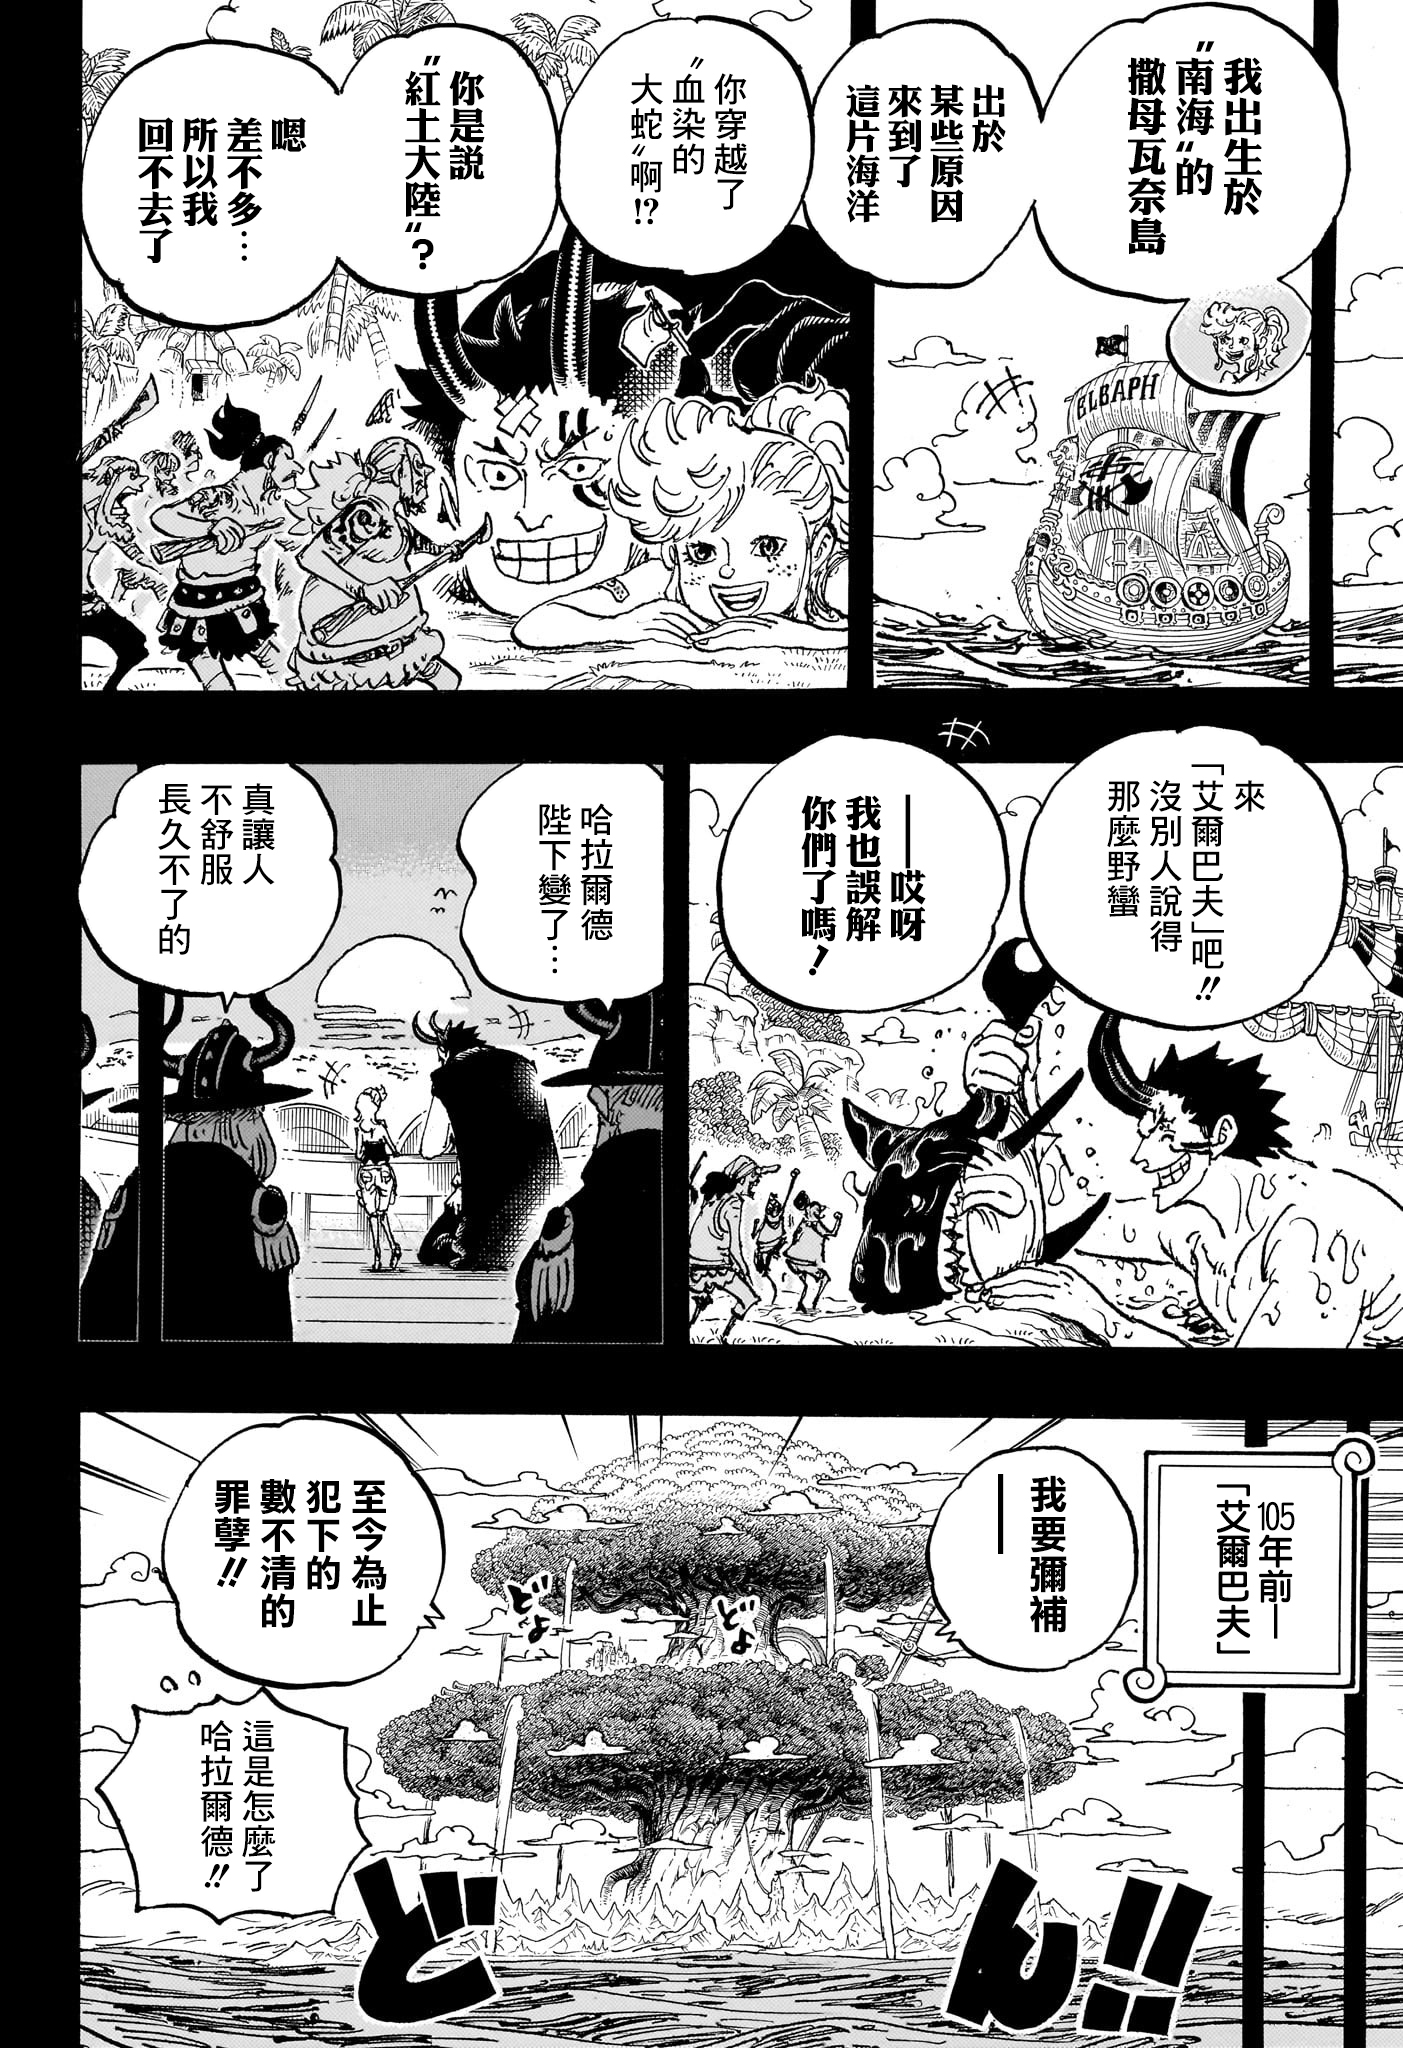 我出生於
〝南海〞的
撒母瓦奈島
出於
某些原因
來到了
這片海洋
ELBAPH
你穿越了
〝血染的
大蛇〞啊!?
你是說
〝紅土大陸〞?
嗯
差不多…
所以我
回不去了
來
「艾爾巴夫」吧!!
沒別人說得
那麼野蠻
──哎呀
我也誤解
你們了嗎!
哈拉爾德
陛下變了…
真讓人
不舒服
長久不了的
105年前─
「艾爾巴夫」
我要彌補
──
至今為止
犯下的
數不清的
罪孽!!
どよ
どよ
這是怎麼了
哈拉爾德!!
どん!!